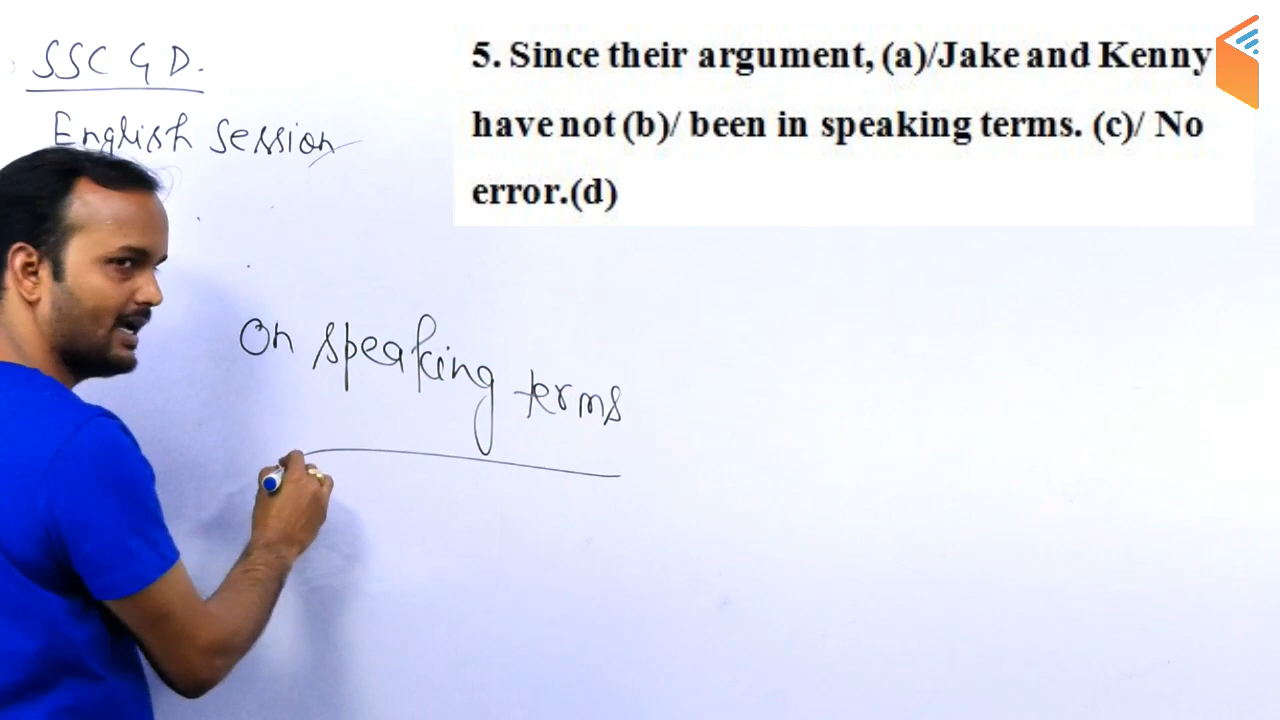 SSC G D.
English Session
5. Since their argument, (a)/Jake and Kenny
have not (b)/ been in speaking terms. (c)/ No
error.(d)
On speaking terms